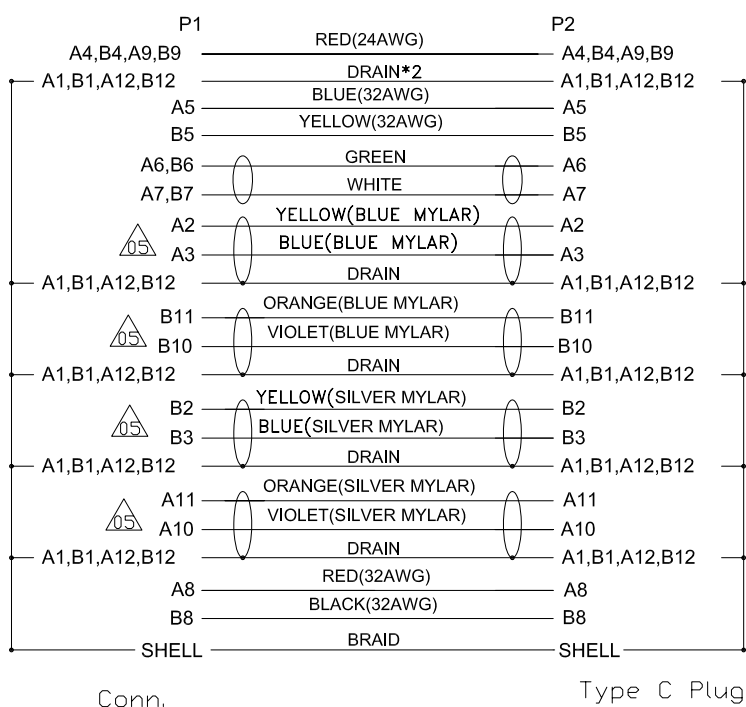 P1 P2
A4,B4,A9,B9 RED(24AWG) A4,B4,A9,B9
A1,B1,A12,B12 DRAIN*2 A1,B1,A12,B12
A5 BLUE(32AWG) A5
B5 YELLOW(32AWG) B5
A6,B6 GREEN A6
A7,B7 WHITE A7
A2 YELLOW(BLUE MYLAR) A2
05 A3 BLUE(BLUE MYLAR) A3
A1,B1,A12,B12 DRAIN A1,B1,A12,B12
B11 ORANGE(BLUE MYLAR) B11
05 B10 VIOLET(BLUE MYLAR) B10
A1,B1,A12,B12 DRAIN A1,B1,A12,B12
B2 YELLOW(SILVER MYLAR) B2
05 B3 BLUE(SILVER MYLAR) B3
A1,B1,A12,B12 DRAIN A1,B1,A12,B12
A11 ORANGE(SILVER MYLAR) A11
05 A10 VIOLET(SILVER MYLAR) A10
A1,B1,A12,B12 DRAIN A1,B1,A12,B12
A8 RED(32AWG) A8
B8 BLACK(32AWG) B8
SHELL BRAID SHELL
Conn. Type C Plug